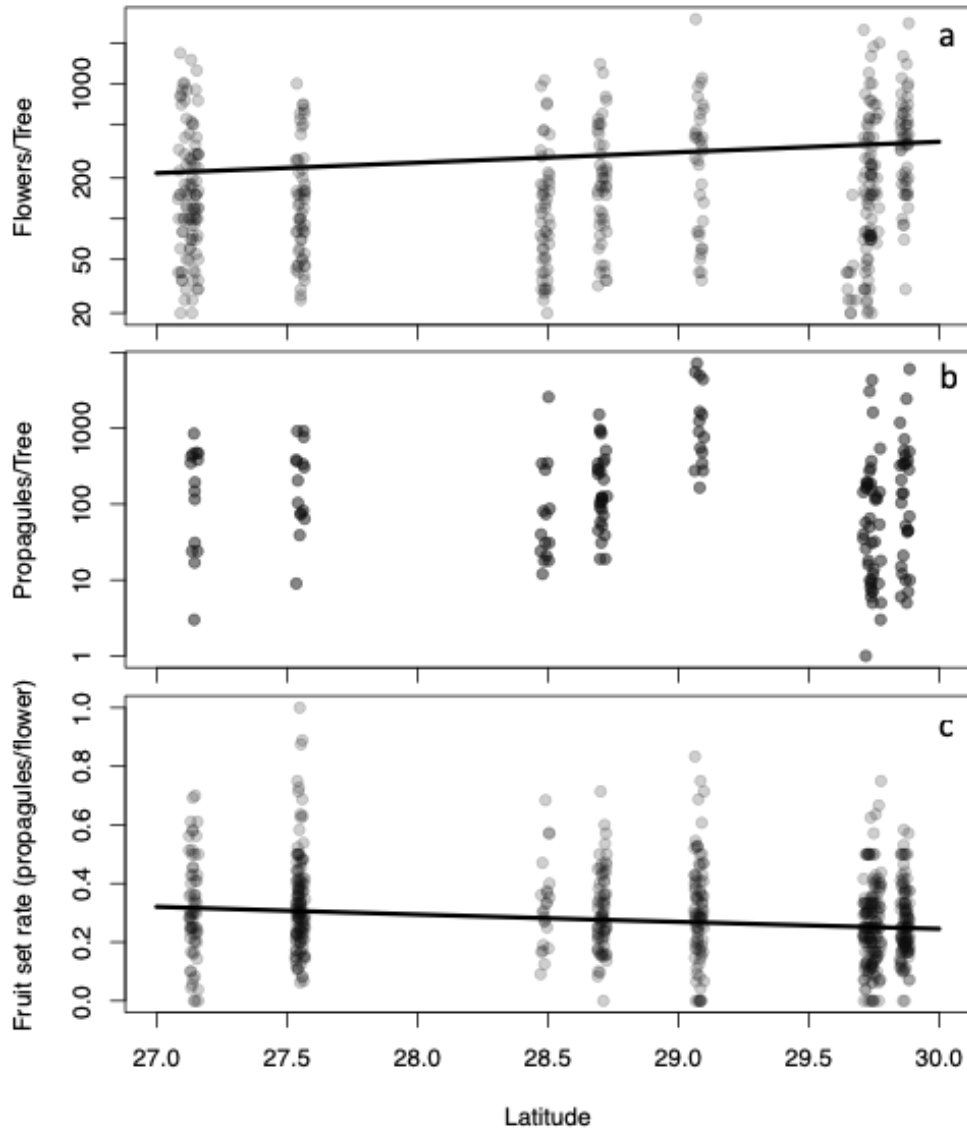 a
Flowers/Tree
1000
200
50
20
b
Propagules/Tree
1000
100
10
1
c
Fruit set rate (propagules/flower)
1.0
0.8
0.6
0.4
0.2
0.0
27.0 27.5 28.0 28.5 29.0 29.5 30.0
Latitude